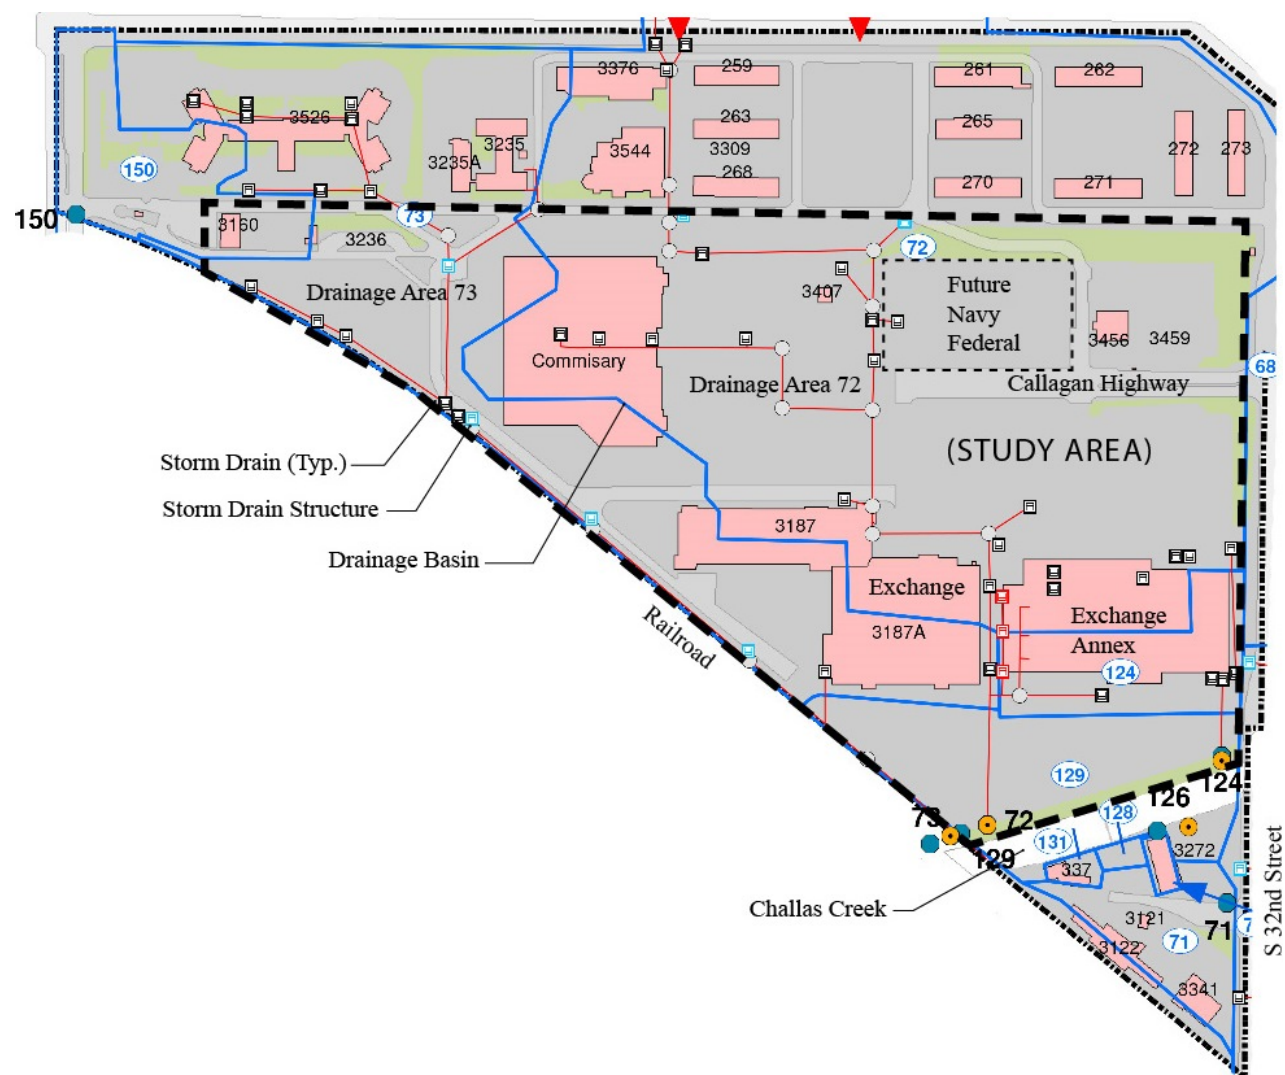 3376
259
261
262
3526
263
265
3235
3235A
3544
3309
272
273
150
268
270
271
150
3160
73
3236
72
Drainage Area 73
3407
Future
Navy
Federal
3456
3459
Commisary
Drainage Area 72
Callagan Highway
68
(STUDY AREA)
Storm Drain (Typ.)
Storm Drain Structure
3187
Drainage Basin
Exchange
Exchange
3187A
Annex
Railroad
124
129
124
126
73
72
128
131
129
3272
337
Challas Creek
3121
71
71
7
3122
S 32nd Street
3341